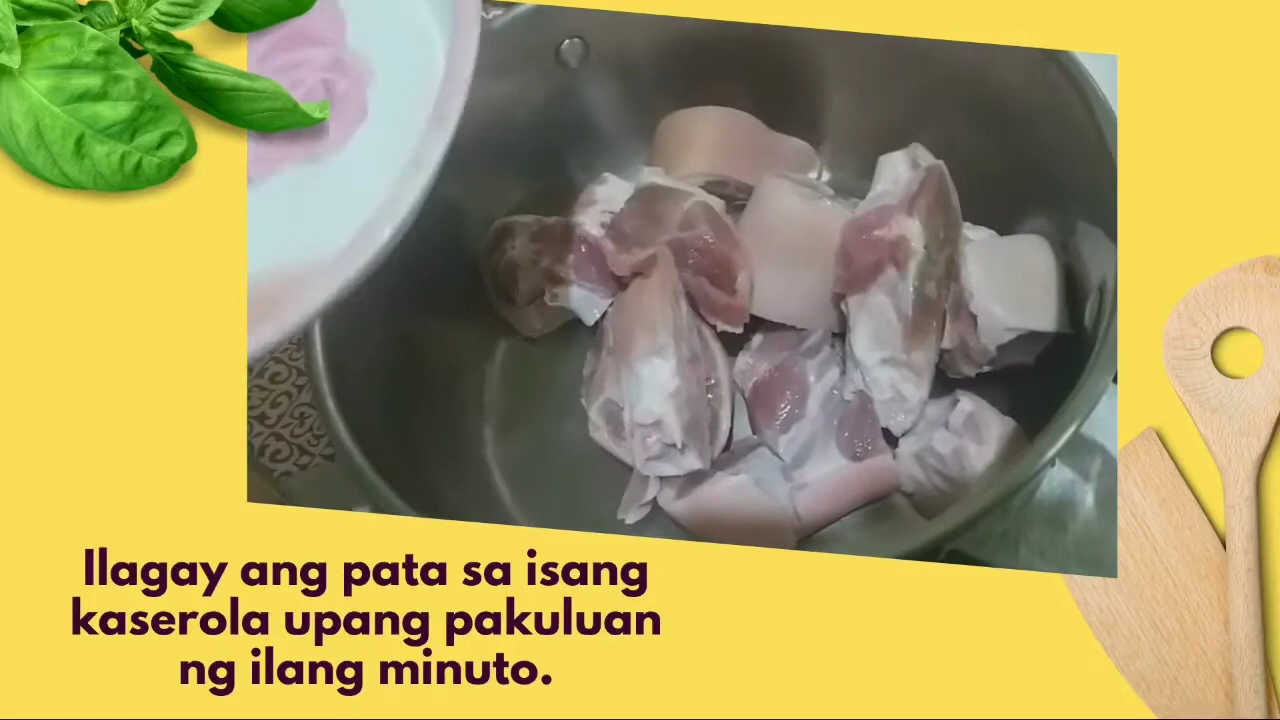 Ilagay ang pata sa isang
kaserola upang pakuluan
ng ilang minuto.